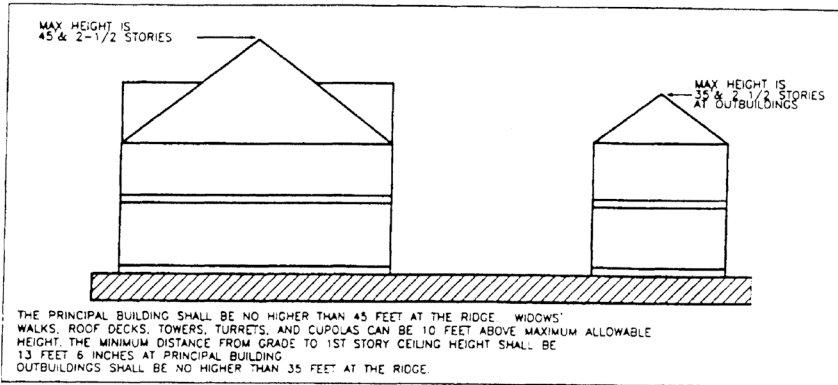 MAX HEIGHT IS
45' & 2-1/2 STORIES
MAX HEIGHT IS
35' & 2 1/2 STORIES
AT OUTBUILDINGS
THE PRINCIPAL BUILDING SHALL BE NO HIGHER THAN 45 FEET AT THE RIDGE. WIDOWS'
WALKS, ROOF DECKS, TOWERS, TURRETS, AND CUPOLAS CAN BE 10 FEET ABOVE MAXIMUM ALLOWABLE
HEIGHT. THE MINIMUM DISTANCE FROM GRADE TO 1ST STORY CEILING HEIGHT SHALL BE
13 FEET 6 INCHES AT PRINCIPAL BUILDING
OUTBUILDINGS SHALL BE NO HIGHER THAN 35 FEET AT THE RIDGE.